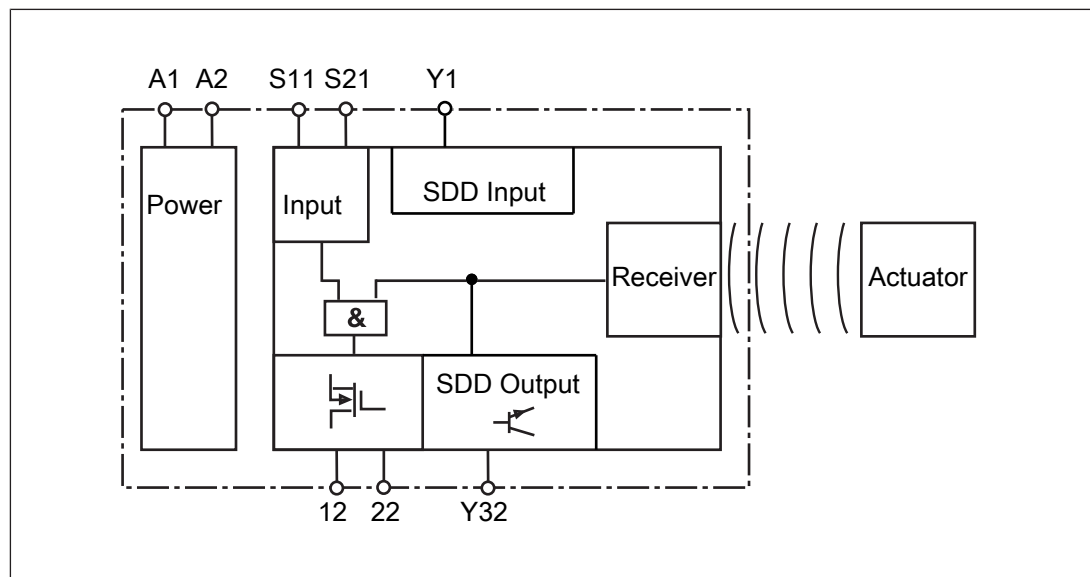 A1 A2 S11 S21 Y1
Power
Input
SDD Input
Receiver
Actuator
&
SDD Output
12 22 Y32